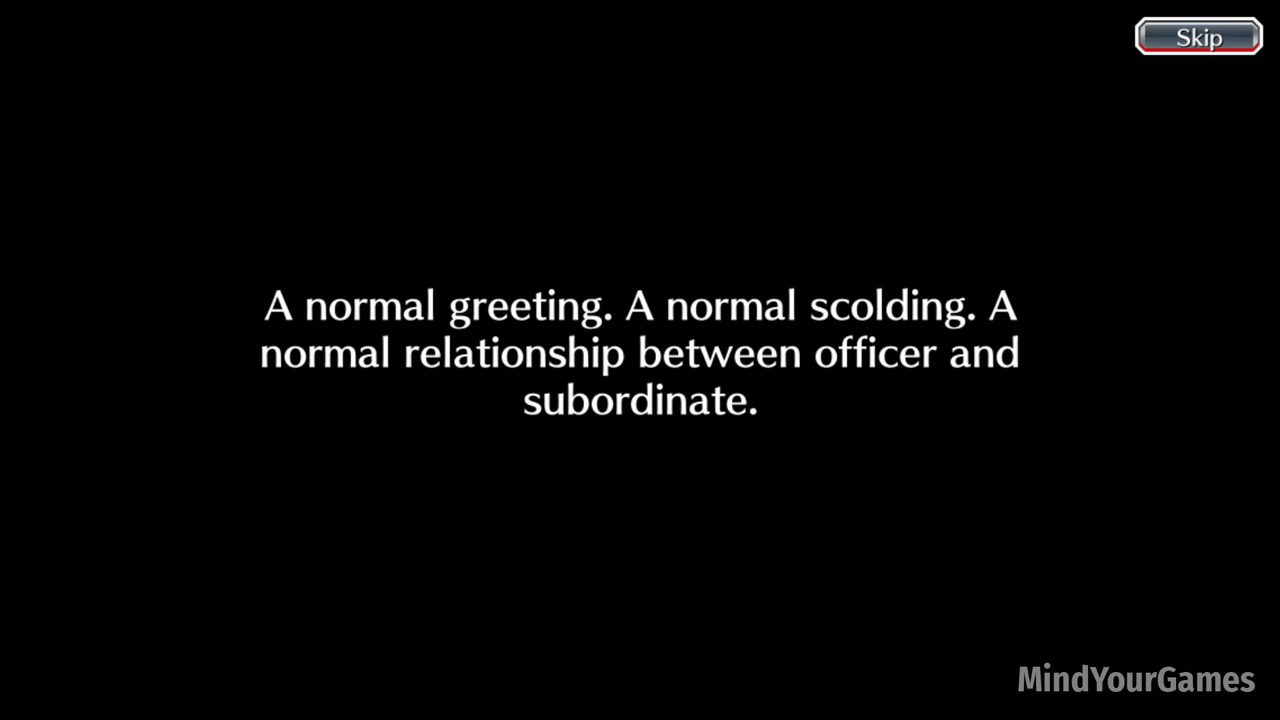 Skip
A normal greeting. A normal scolding. A
normal relationship between officer and
subordinate.
MindYourGames